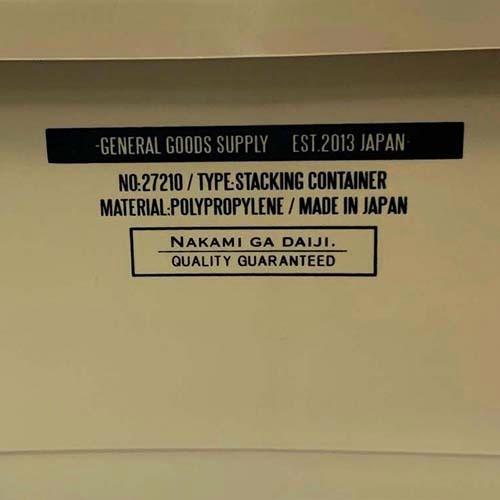 -GENERAL GOODS SUPPLY EST.2013 JAPAN-
NO:27210 / TYPE:STACKING CONTAINER
MATERIAL:POLYPROPYLENE / MADE IN JAPAN
NAKAMI GA DAIJI.
QUALITY GUARANTEED